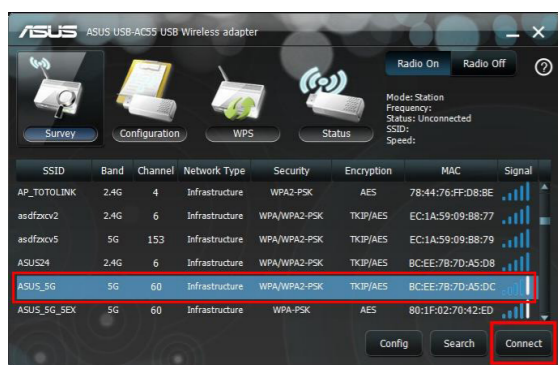 ASUS ASUS USB-AC55 USB Wireless adapter
Radio On Radio Off
Mode: Station
Frequency:
Status: Unconnected
SSID:
Speed:
Survey Configuration WPS Status
SSID Band Channel Network Type Security Encryption MAC Signal
AP_TOTOLINK 2.4G 4 Infrastructure WPA2-PSK AES 78:44:76:FF:D8:BE
asdfzxcv2 2.4G 6 Infrastructure WPA/WPA2-PSK TKIP/AES EC:1A:59:09:B8:77
asdfzxcv5 5G 153 Infrastructure WPA/WPA2-PSK TKIP/AES EC:1A:59:09:B8:79
ASUS24 2.4G 6 Infrastructure WPA/WPA2-PSK TKIP/AES BC:EE:7B:7D:A5:D8
ASUS_5G 5G 60 Infrastructure WPA/WPA2-PSK TKIP/AES BC:EE:7B:7D:A5:DC
ASUS_5G_5EX 5G 60 Infrastructure WPA-PSK AES 80:1F:02:70:42:ED
Config Search Connect